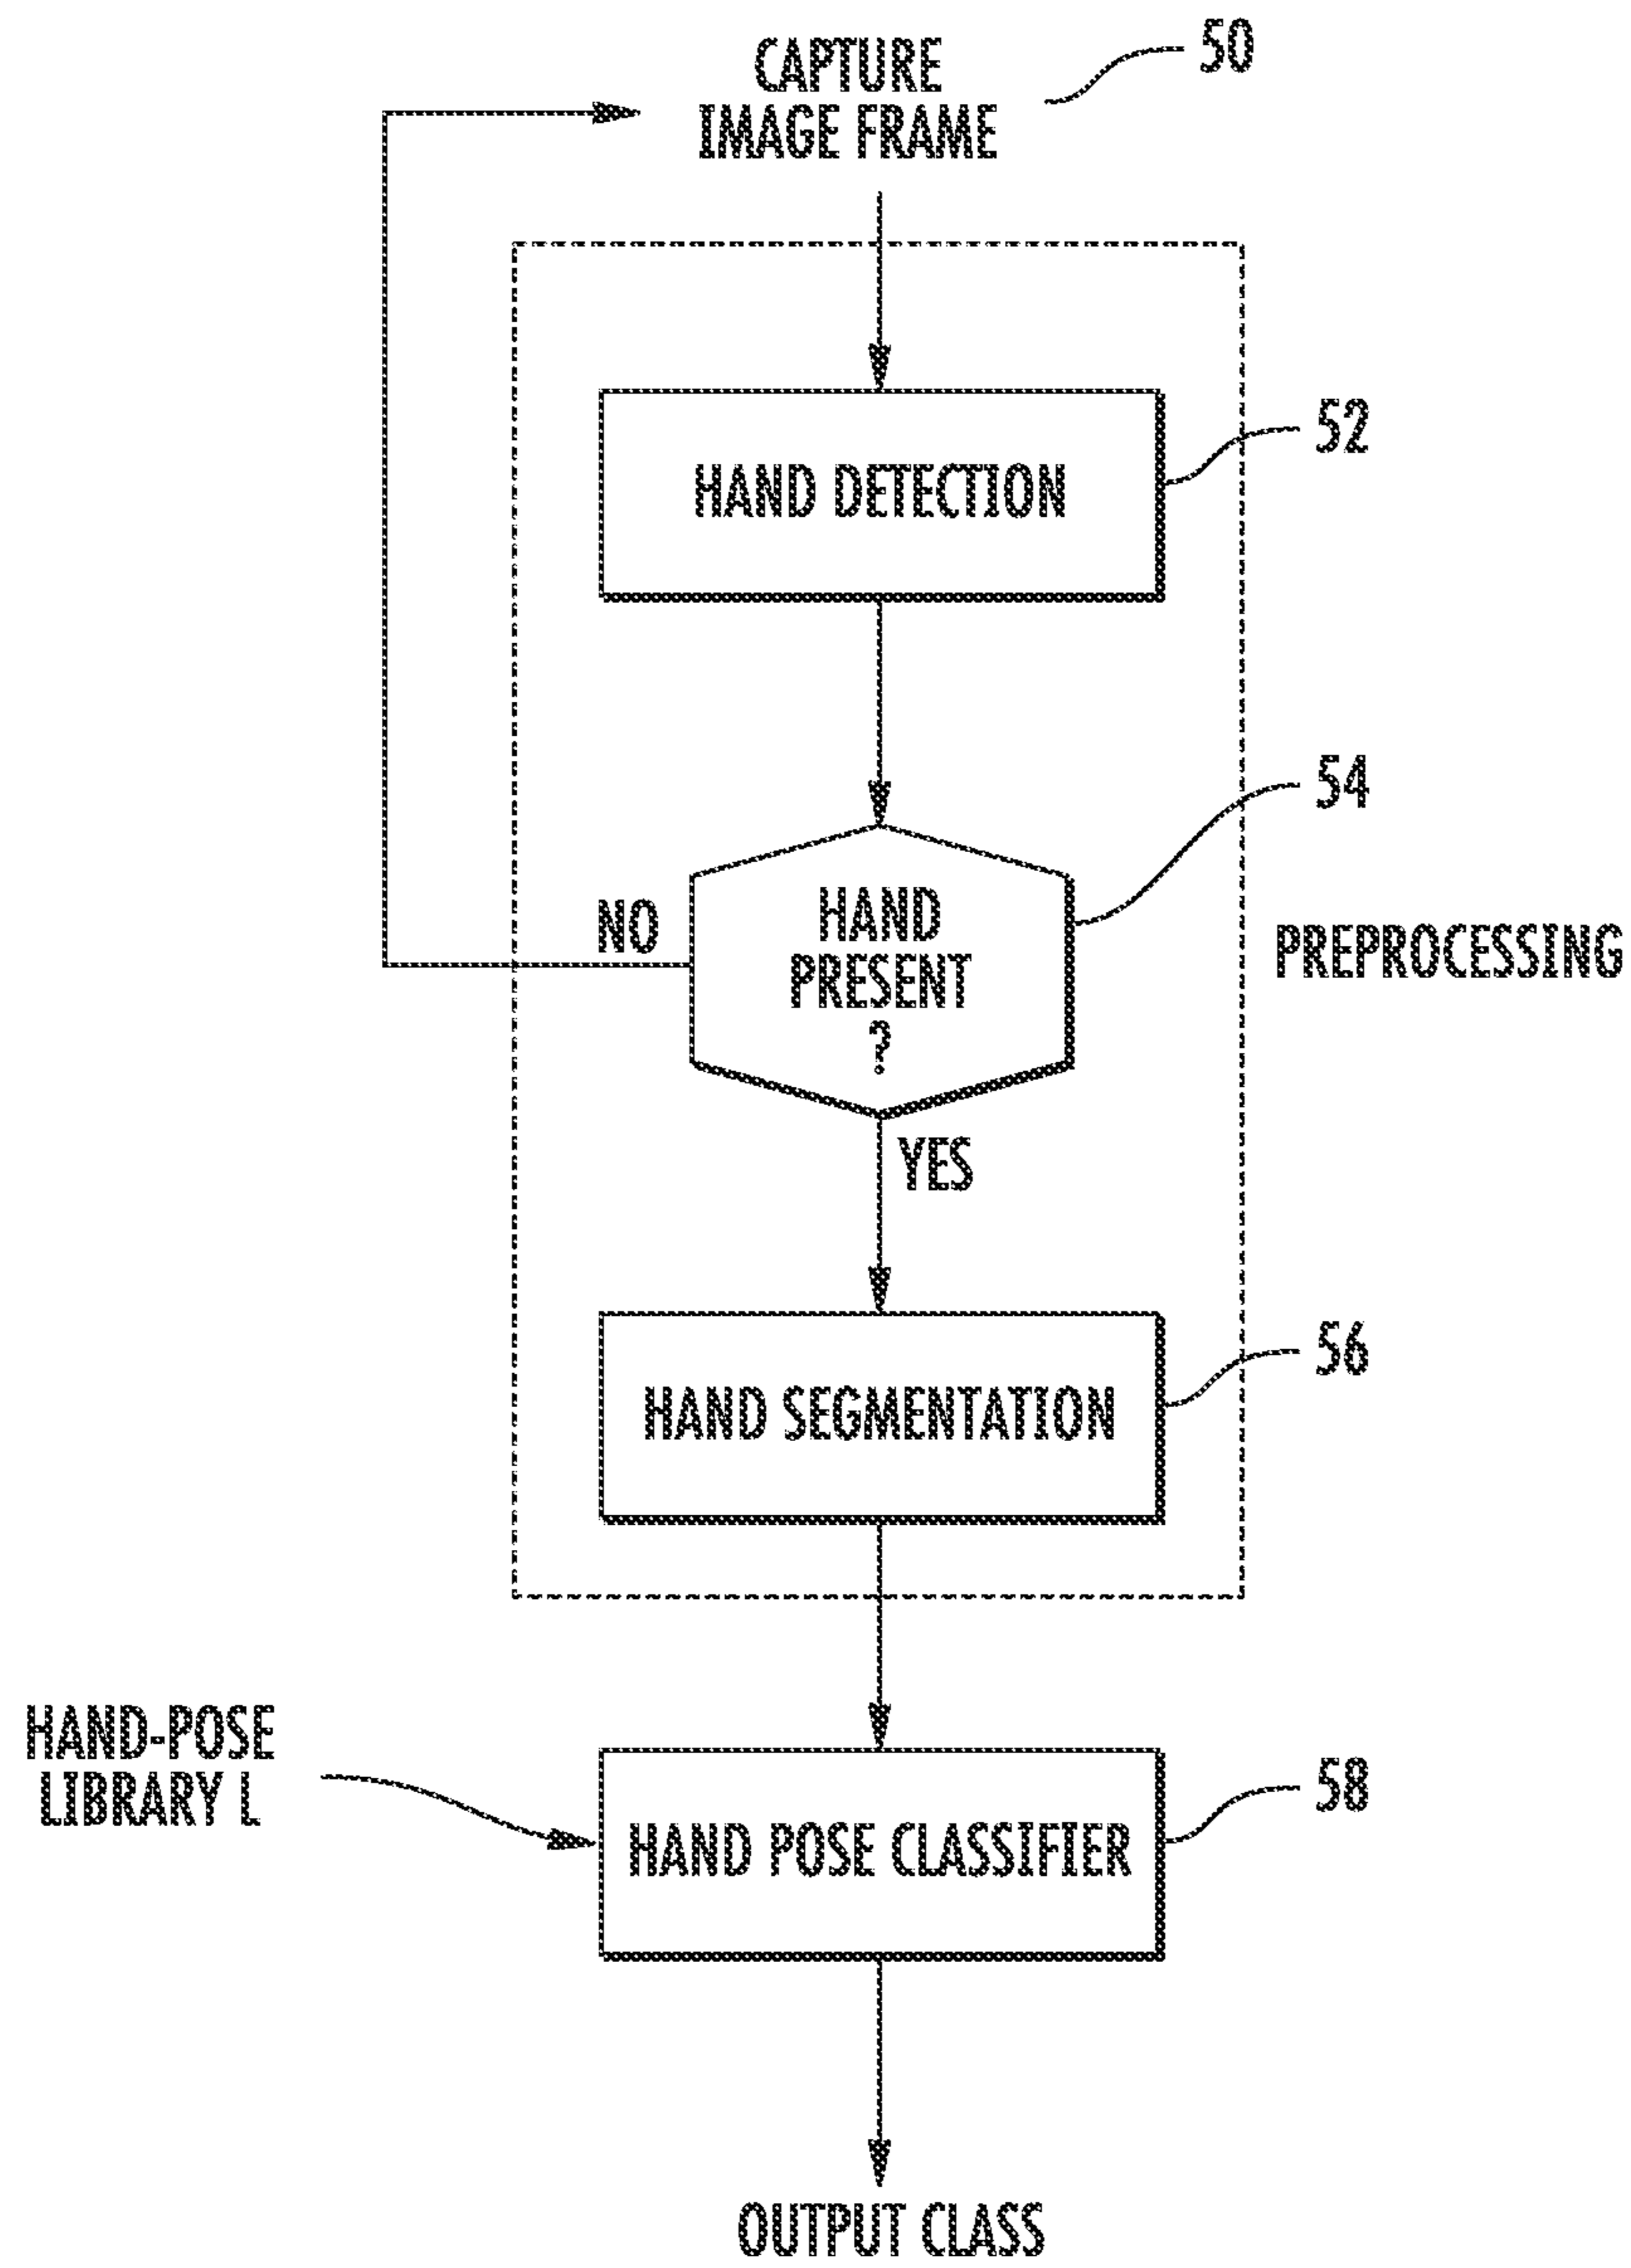 CAPTURE
IMAGE FRAME
50
HAND DETECTION
52
54
NO
HAND
PRESENT
?
PREPROCESSING
YES
HAND SEGMENTATION
56
HAND-POSE
LIBRARY L
HAND POSE CLASSIFIER
58
OUTPUT CLASS